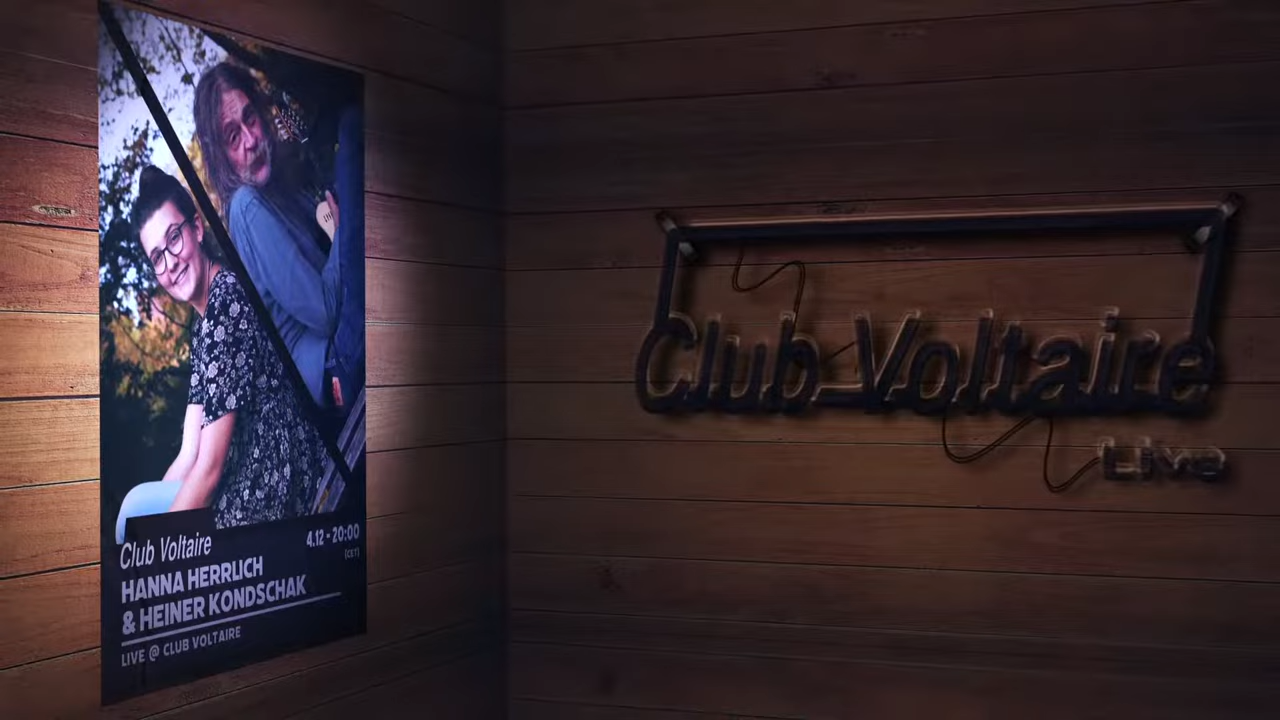 Club Voltaire
4.12 - 20:00
(CET)
HANNA HERRLICH
& HEINER KONDSCHAK
LIVE @ CLUB VOLTAIRE
Club Voltaire
Live